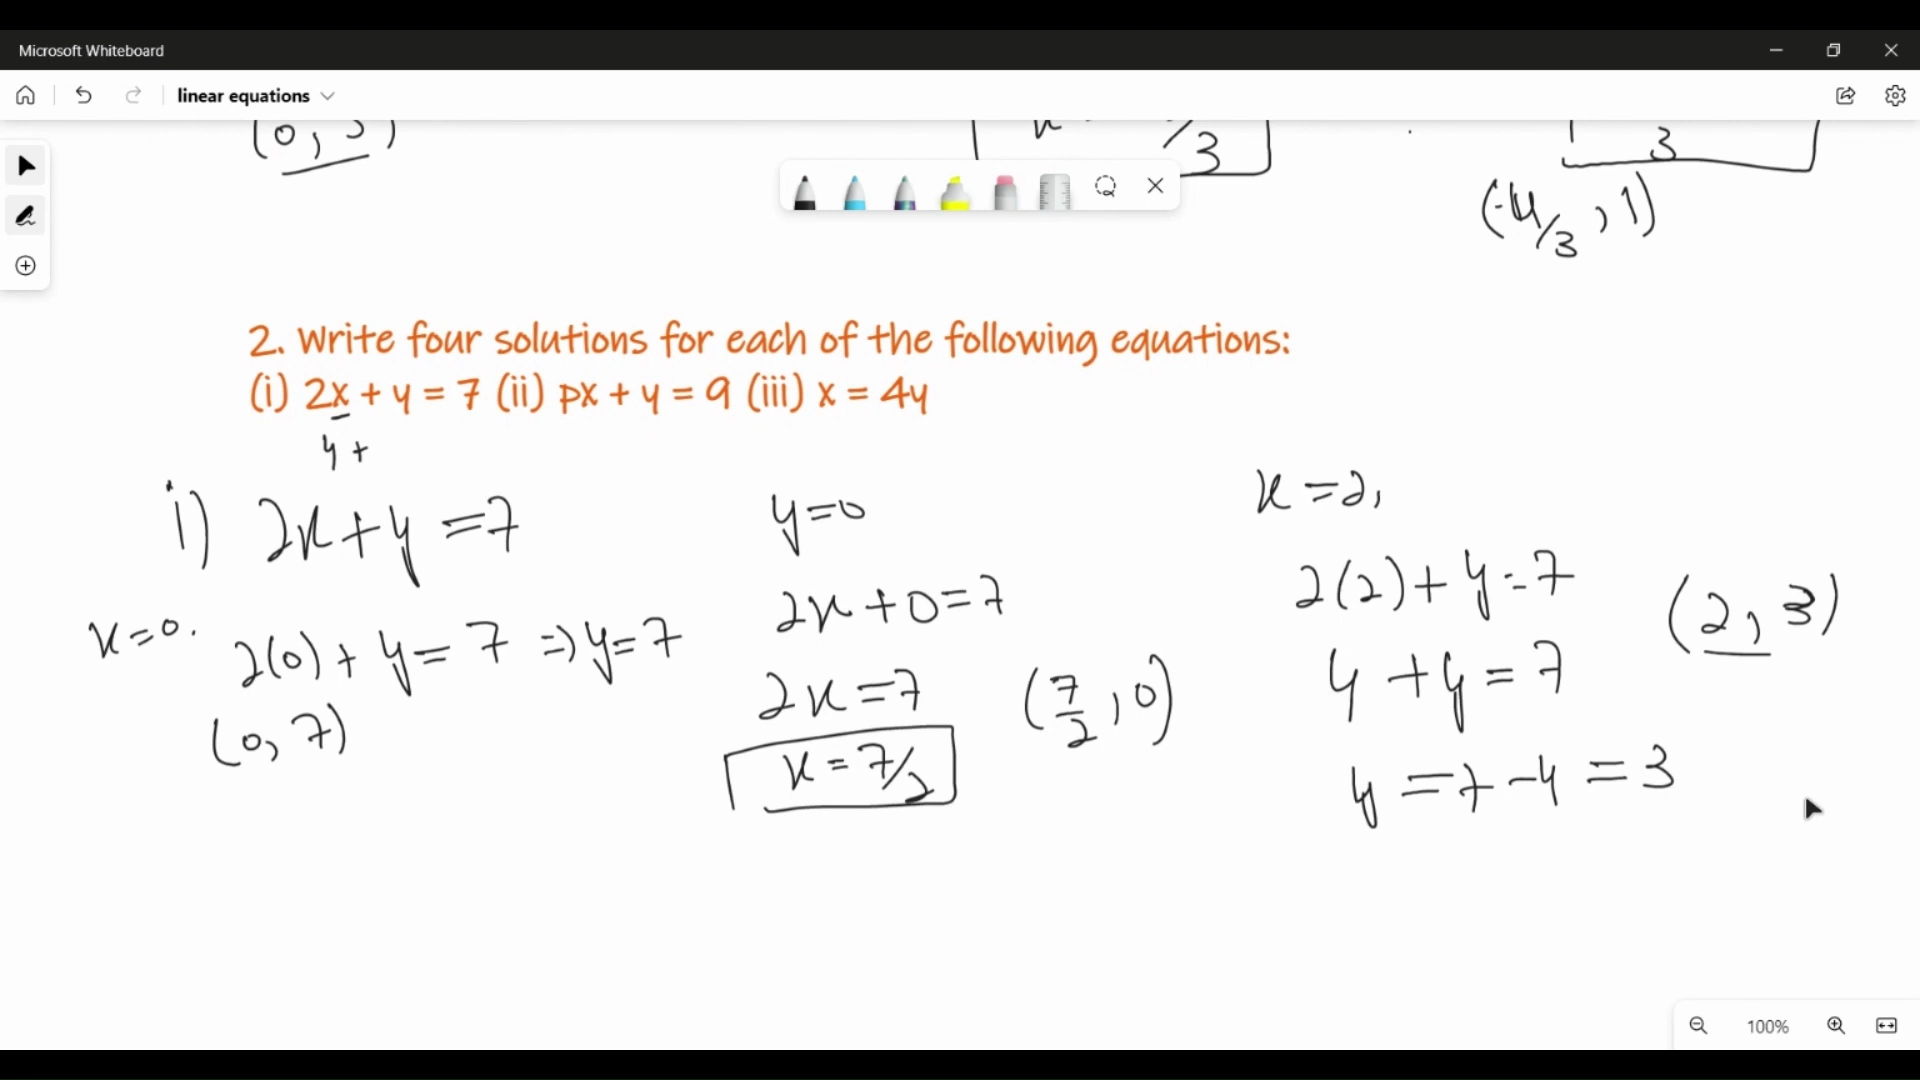 Microsoft Whiteboard
linear equations
(0, 3)
3
3
(-4/3, 1)
2. Write four solutions for each of the following equations:
(i) 2x + y = 7 (ii) px + y = 9 (iii) x = 4y
4 +
i) 2x+y=7
x=0. 2(0)+ y= 7 => y=7
(0, 7)
y=0
2x+0=7
2x=7
x=7/2
(7/2, 0)
x=2,
2(2)+y=7
4+y=7
y=7-4=3
(2, 3)
100%